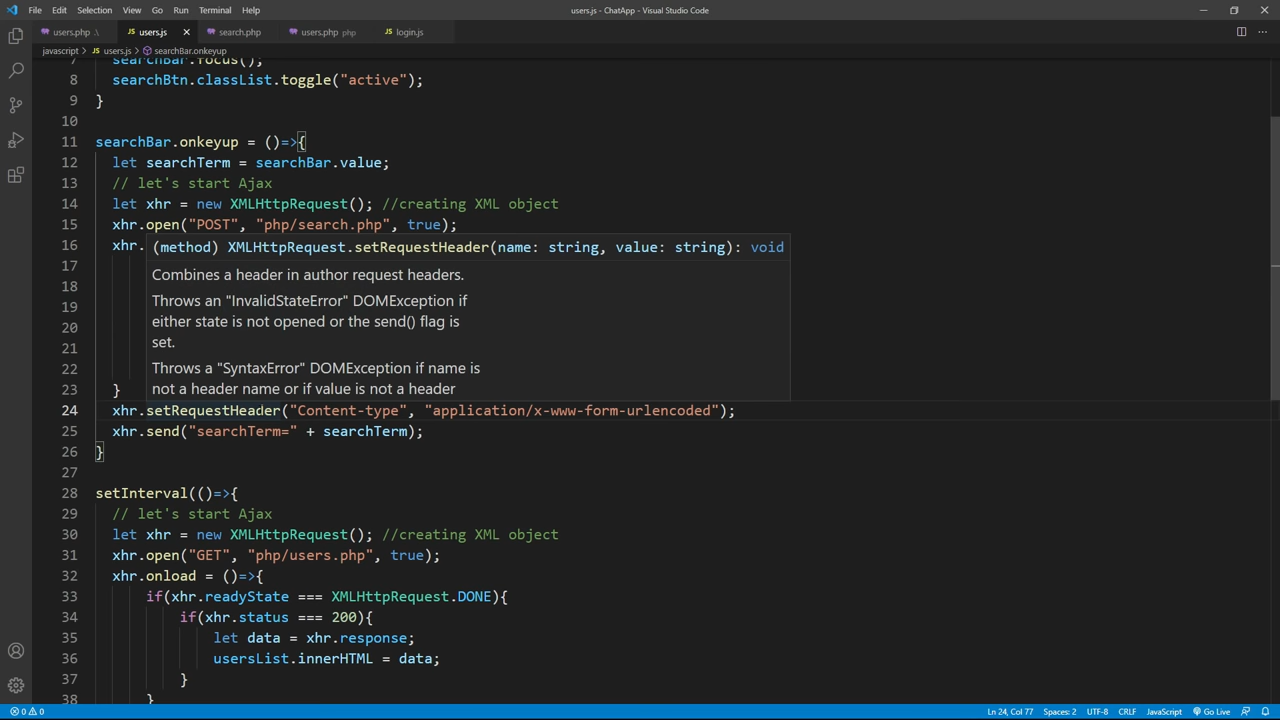 File Edit Selection View Go Run Terminal Help users.js - ChatApp - Visual Studio Code
users.php .\ users.js search.php users.php php login.js
javascript > users.js > searchBar.onkeyup
7 searchBar.focus();
8 searchBtn.classList.toggle("active");
9 }
10
11 searchBar.onkeyup = ()=>{
12 let searchTerm = searchBar.value;
13 // let's start Ajax
14 let xhr = new XMLHttpRequest(); //creating XML object
15 xhr.open("POST", "php/search.php", true);
16 xhr.
(method) XMLHttpRequest.setRequestHeader(name: string, value: string): void
17
Combines a header in author request headers.
18
Throws an "InvalidStateError" DOMException if
19
either state is not opened or the send() flag is
20
set.
21
22
Throws a "SyntaxError" DOMException if name is
23 }
not a header name or if value is not a header
24 xhr.setRequestHeader("Content-type", "application/x-www-form-urlencoded");
25 xhr.send("searchTerm=" + searchTerm);
26 }
27
28 setInterval(()=>{
29 // let's start Ajax
30 let xhr = new XMLHttpRequest(); //creating XML object
31 xhr.open("GET", "php/users.php", true);
32 xhr.onload = ()=>{
33 if(xhr.readyState === XMLHttpRequest.DONE){
34 if(xhr.status === 200){
35 let data = xhr.response;
36 usersList.innerHTML = data;
37 }
38 }
0 0 Ln 24, Col 77 Spaces: 2 UTF-8 CRLF JavaScript Go Live